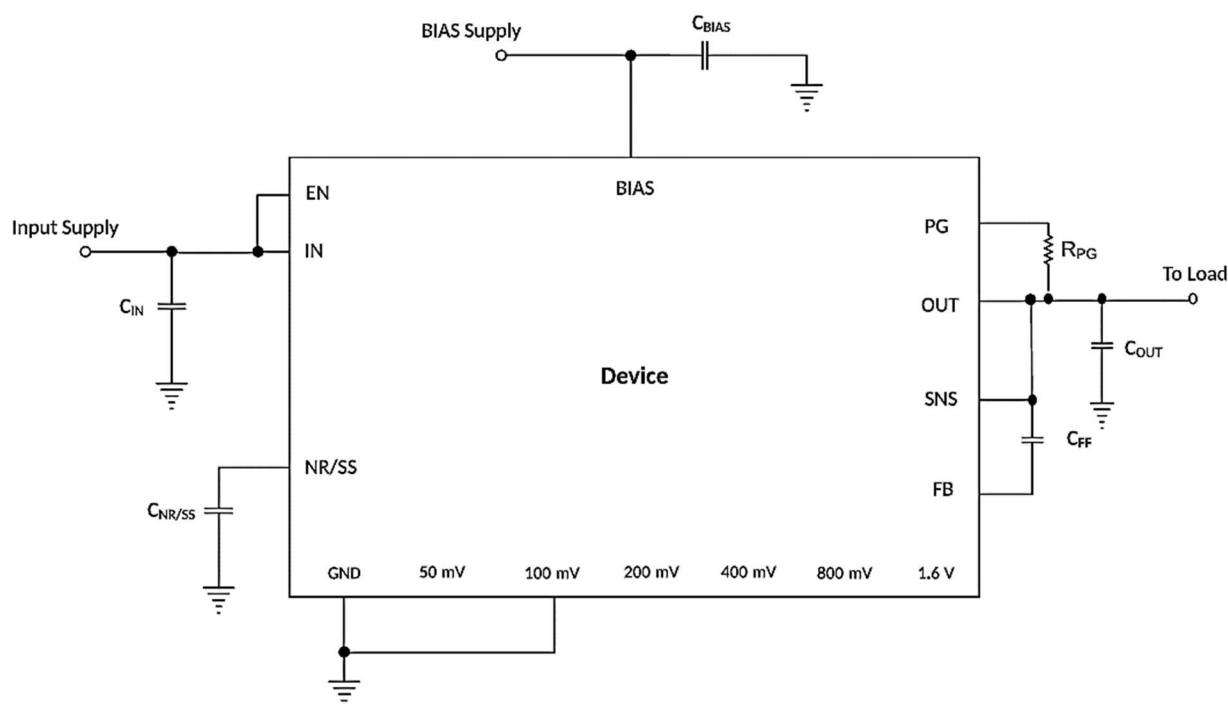 BIAS Supply
CBIAS
EN
BIAS
Input Supply
IN
PG
RPG
To Load
CIN
OUT
COUT
Device
SNS
CFF
NR/SS
FB
CNR/SS
GND 50 mV 100 mV 200 mV 400 mV 800 mV 1.6 V